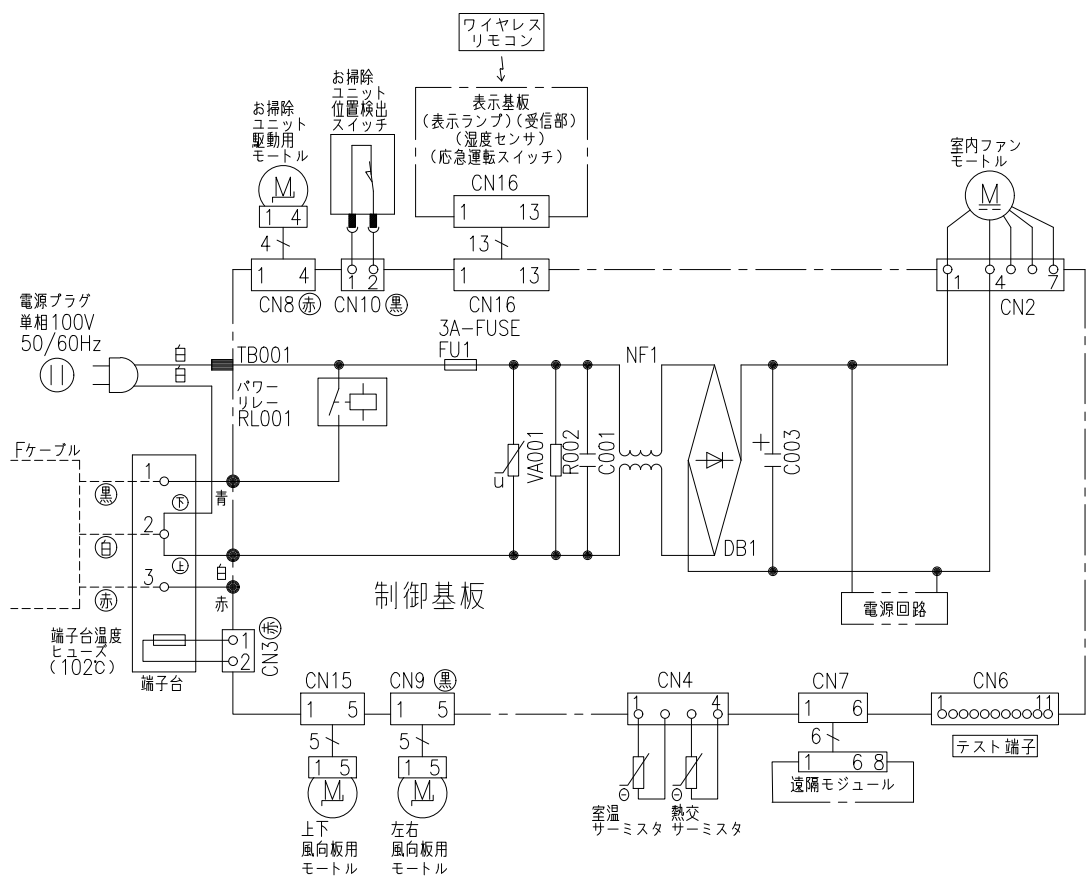 ワイヤレス
リモコン
お掃除
ユニット
位置検出
スイッチ
お掃除
ユニット
駆動用
モートル
M
1 4
4
1 4
CN8 赤
1 2
CN10 黒
表示基板
(表示ランプ)(受信部)
(湿度センサ)
(応急運転スイッチ)
CN16
1 13
13
1 13
CN16
室内ファン
モートル
M
1 4 7
CN2
電源プラグ
単相100V
50/60Hz
白
白
TB001
パワー
リレー
RL001
3A-FUSE
FU1
NF1
u
VA001
R002
C001
DB1
+
C003
電源回路
Fケーブル
黒
白
赤
1
下
2
上
3
青
白
赤
制御基板
端子台温度
ヒューズ
(102℃)
端子台
1
2
CN3 赤
CN15
1 5
5
1 5
M
上下
風向板用
モートル
CN9 黒
1 5
5
1 5
M
左右
風向板用
モートル
CN4
1 4
室温
サーミスタ
熱交
サーミスタ
CN7
1 6
6
1 6 8
遠隔モジュール
CN6
1 11
テスト端子